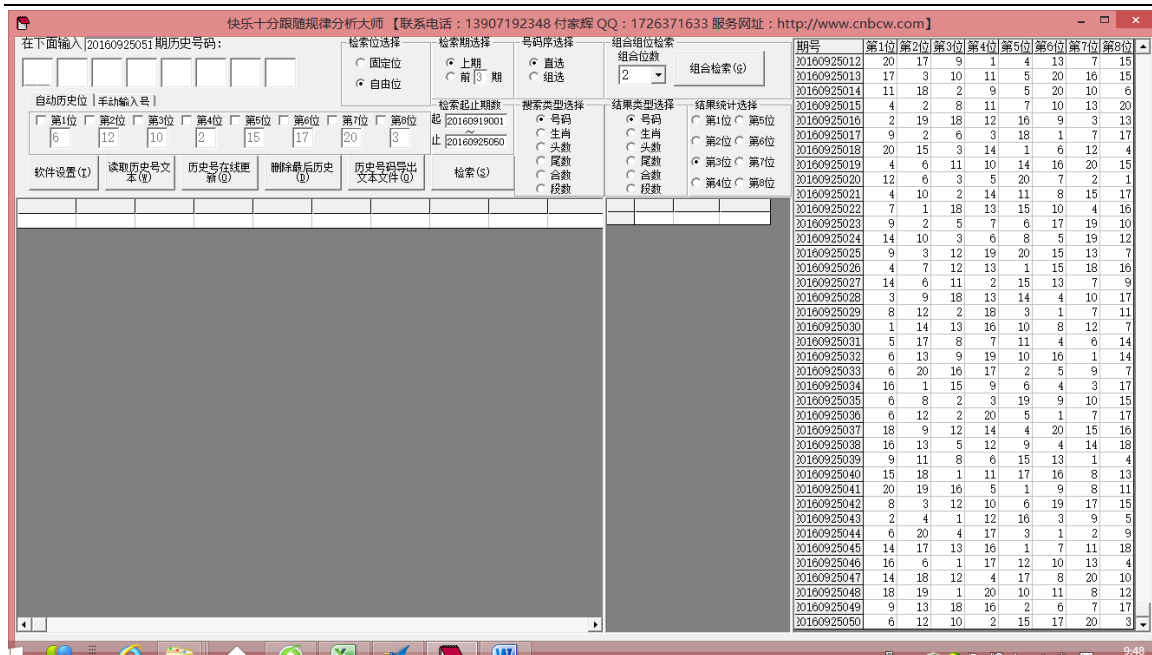 快乐十分跟随规律分析大师 【联系电话：13907192348 付家辉 QQ：1726371633 服务网址：http://www.cnbcw.com】
在下面输入 20160925051 期历史号码:
检索位选择
固定位
自由位
检索期选择
上期
前 3 期
号码序选择
直选
组选
组合组位检索
组合位数
2
组合检索(G)
自动历史位 手动输入号
第1位 第2位 第3位 第4位 第5位 第6位 第7位 第8位
6 12 10 2 15 17 20 3
检索起止期数
起 20160919001
~
止 20160925050
搜索类型选择
号码
生肖
头数
尾数
合数
段数
结果类型选择
号码
生肖
头数
尾数
合数
段数
结果统计选择
第1位 第5位
第2位 第6位
第3位 第7位
第4位 第8位
软件设置(T)
读取历史号文本(W)
历史号在线更新(O)
删除最后历史(D)
历史号码导出文本文件(O)
检索(S)
期号 第1位 第2位 第3位 第4位 第5位 第6位 第7位 第8位
20160925012 20 17 9 1 4 13 7 15
20160925013 17 3 10 11 5 20 16 15
20160925014 11 18 2 9 5 20 10 6
20160925015 4 2 8 11 7 10 13 20
20160925016 2 19 18 12 16 9 3 13
20160925017 9 2 6 3 18 1 7 17
20160925018 20 15 3 14 1 6 12 4
20160925019 4 6 11 10 14 16 20 15
20160925020 12 6 3 5 20 7 2 1
20160925021 4 10 2 14 11 8 15 17
20160925022 7 1 18 13 15 10 4 16
20160925023 9 2 5 7 6 17 19 10
20160925024 14 10 3 6 8 5 19 12
20160925025 9 3 12 19 20 15 13 7
20160925026 4 7 12 13 1 15 18 16
20160925027 14 6 11 2 15 13 7 9
20160925028 3 9 18 13 14 4 10 17
20160925029 8 12 2 18 3 1 7 11
20160925030 1 14 13 16 10 8 12 7
20160925031 5 17 8 7 11 4 6 14
20160925032 6 13 9 19 10 16 1 14
20160925033 6 20 16 17 2 5 9 7
20160925034 16 1 15 9 6 4 3 17
20160925035 6 8 2 3 19 9 10 15
20160925036 6 12 2 20 5 1 7 17
20160925037 18 9 12 14 4 20 15 16
20160925038 16 13 5 12 9 4 14 18
20160925039 9 11 8 6 15 13 1 4
20160925040 15 18 1 11 17 16 8 13
20160925041 20 19 16 5 1 9 8 11
20160925042 8 3 12 10 6 19 17 15
20160925043 2 4 1 12 16 3 9 5
20160925044 6 20 4 17 3 1 2 9
20160925045 14 17 13 16 1 7 11 18
20160925046 16 6 1 17 12 10 13 4
20160925047 14 18 12 4 17 8 20 10
20160925048 18 19 1 20 10 11 8 12
20160925049 9 13 18 16 2 6 7 17
20160925050 6 12 10 2 15 17 20 3
9:48